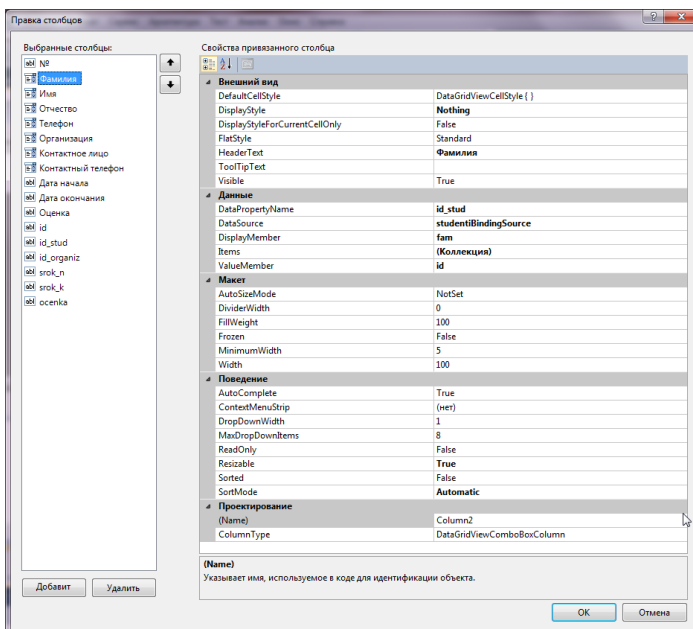 Правка столбцов
Выбранные столбцы:
№
Фамилия
Имя
Отчество
Телефон
Организация
Контактное лицо
Контактный телефон
Дата начала
Дата окончания
Оценка
id
id_stud
id_organiz
srok_n
srok_k
ocenka
Добавит Удалить
Свойства привязанного столбца
Внешний вид
DefaultCellStyle DataGridViewCellStyle { }
DisplayStyle Nothing
DisplayStyleForCurrentCellOnly False
FlatStyle Standard
HeaderText Фамилия
ToolTipText
Visible True
Данные
DataPropertyName id_stud
DataSource studentiBindingSource
DisplayMember fam
Items (Коллекция)
ValueMember id
Макет
AutoSizeMode NotSet
DividerWidth 0
FillWeight 100
Frozen False
MinimumWidth 5
Width 100
Поведение
AutoComplete True
ContextMenuStrip (нет)
DropDownWidth 1
MaxDropDownItems 8
ReadOnly False
Resizable True
Sorted False
SortMode Automatic
Проектирование
(Name) Column2
ColumnType DataGridViewComboBoxColumn
(Name)
Указывает имя, используемое в коде для идентификации объекта.
OK Отмена